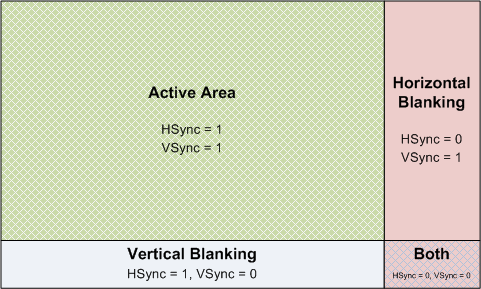 Active Area
HSync = 1
VSync = 1
Horizontal
Blanking
HSync = 0
VSync = 1
Vertical Blanking
HSync = 1, VSync = 0
Both
HSync = 0, VSync = 0